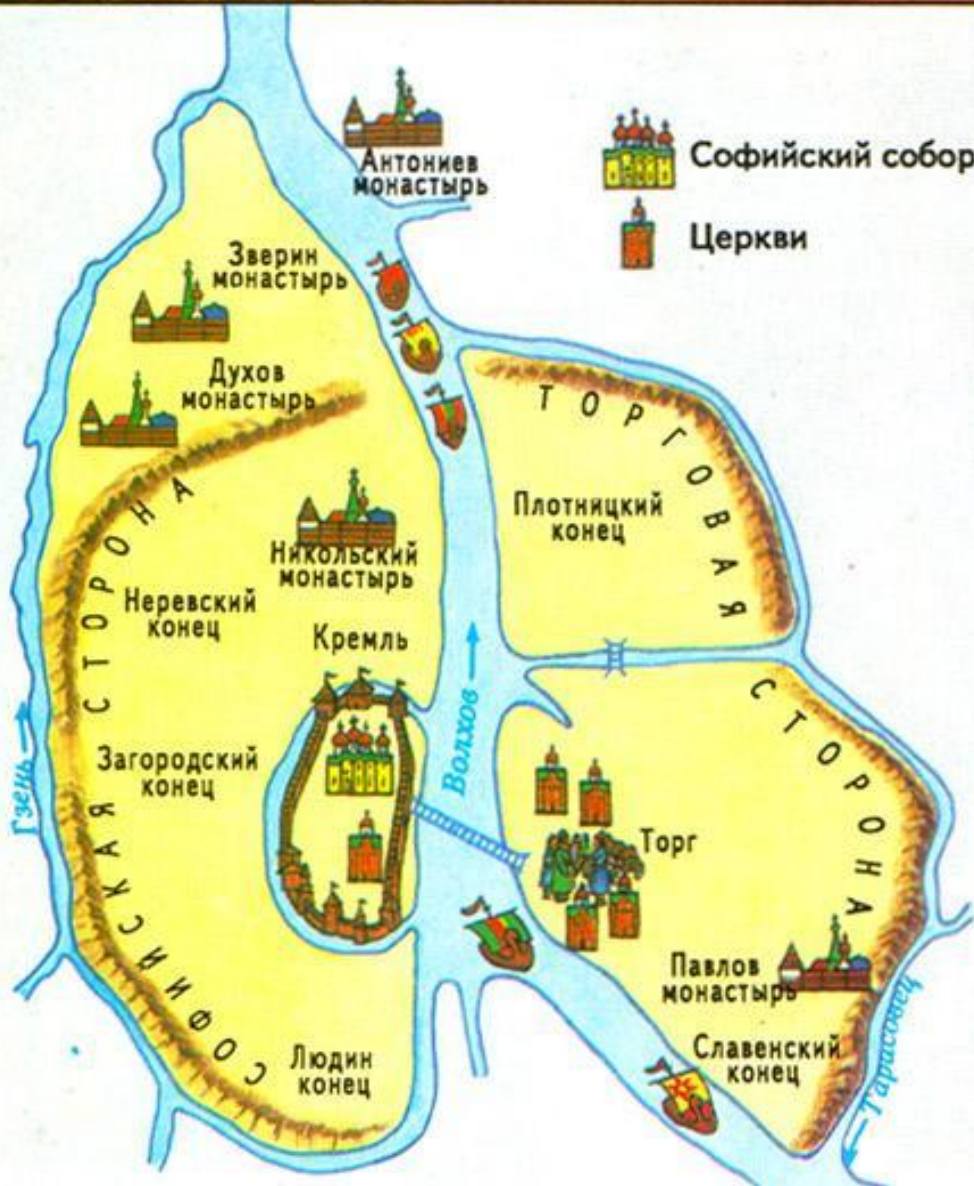 Антониев
монастырь
Софийский собор
Церкви
Зверин
монастырь
Духов
монастырь
ТОРГОВАЯ
СТОРОНА
Плотницкий
конец
Никольский
монастырь
СОФИЙСКАЯ СТОРОНА
Неревский
конец
Кремль
Волхов
Загородский
конец
Гзень
Торг
Павлов
монастырь
Славенский
конец
Людин
конец
Тарасовец